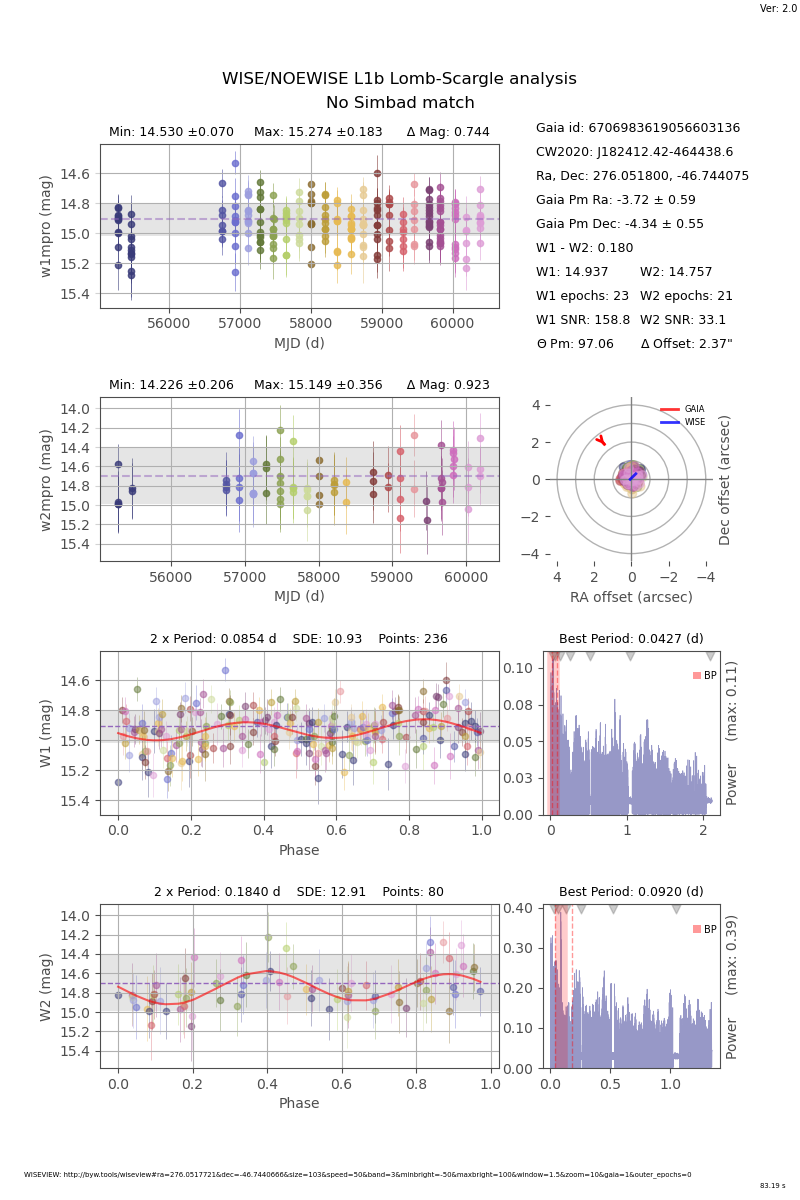 Ver: 2.0
WISE/NOEWISE L1b Lomb-Scargle analysis
No Simbad match
Min: 14.530 ±0.070 Max: 15.274 ±0.183 Δ Mag: 0.744
14.6
14.8
15.0
15.2
15.4
w1mpro (mag)
56000 57000 58000 59000 60000
MJD (d)
Gaia id: 6706983619056603136
CW2020: J182412.42-464438.6
Ra, Dec: 276.051800, -46.744075
Gaia Pm Ra: -3.72 ± 0.59
Gaia Pm Dec: -4.34 ± 0.55
W1 - W2: 0.180
W1: 14.937 W2: 14.757
W1 epochs: 23 W2 epochs: 21
W1 SNR: 158.8 W2 SNR: 33.1
Θ Pm: 97.06 Δ Offset: 2.37"
Min: 14.226 ±0.206 Max: 15.149 ±0.356 Δ Mag: 0.923
14.0
14.2
14.4
14.6
14.8
15.0
15.2
15.4
w2mpro (mag)
56000 57000 58000 59000 60000
MJD (d)
GAIA
WISE
4
2
0
−2
−4
4 2 0 −2 −4
RA offset (arcsec)
Dec offset (arcsec)
2 x Period: 0.0854 d SDE: 10.93 Points: 236
14.6
14.8
15.0
15.2
15.4
W1 (mag)
0.0 0.2 0.4 0.6 0.8 1.0
Phase
Best Period: 0.0427 (d)
BP
0.10
0.08
0.05
0.03
0.00
0 1 2
Power (max: 0.11)
2 x Period: 0.1840 d SDE: 12.91 Points: 80
14.0
14.2
14.4
14.6
14.8
15.0
15.2
15.4
W2 (mag)
0.0 0.2 0.4 0.6 0.8 1.0
Phase
Best Period: 0.0920 (d)
BP
0.40
0.30
0.20
0.10
0.00
0.0 0.5 1.0
Power (max: 0.39)
WISEVIEW: http://byw.tools/wiseview#ra=276.0517721&dec=-46.7440666&size=103&speed=50&band=3&minbright=-50&maxbright=100&window=1.5&zoom=10&gaia=1&outer_epochs=0
83.19 s